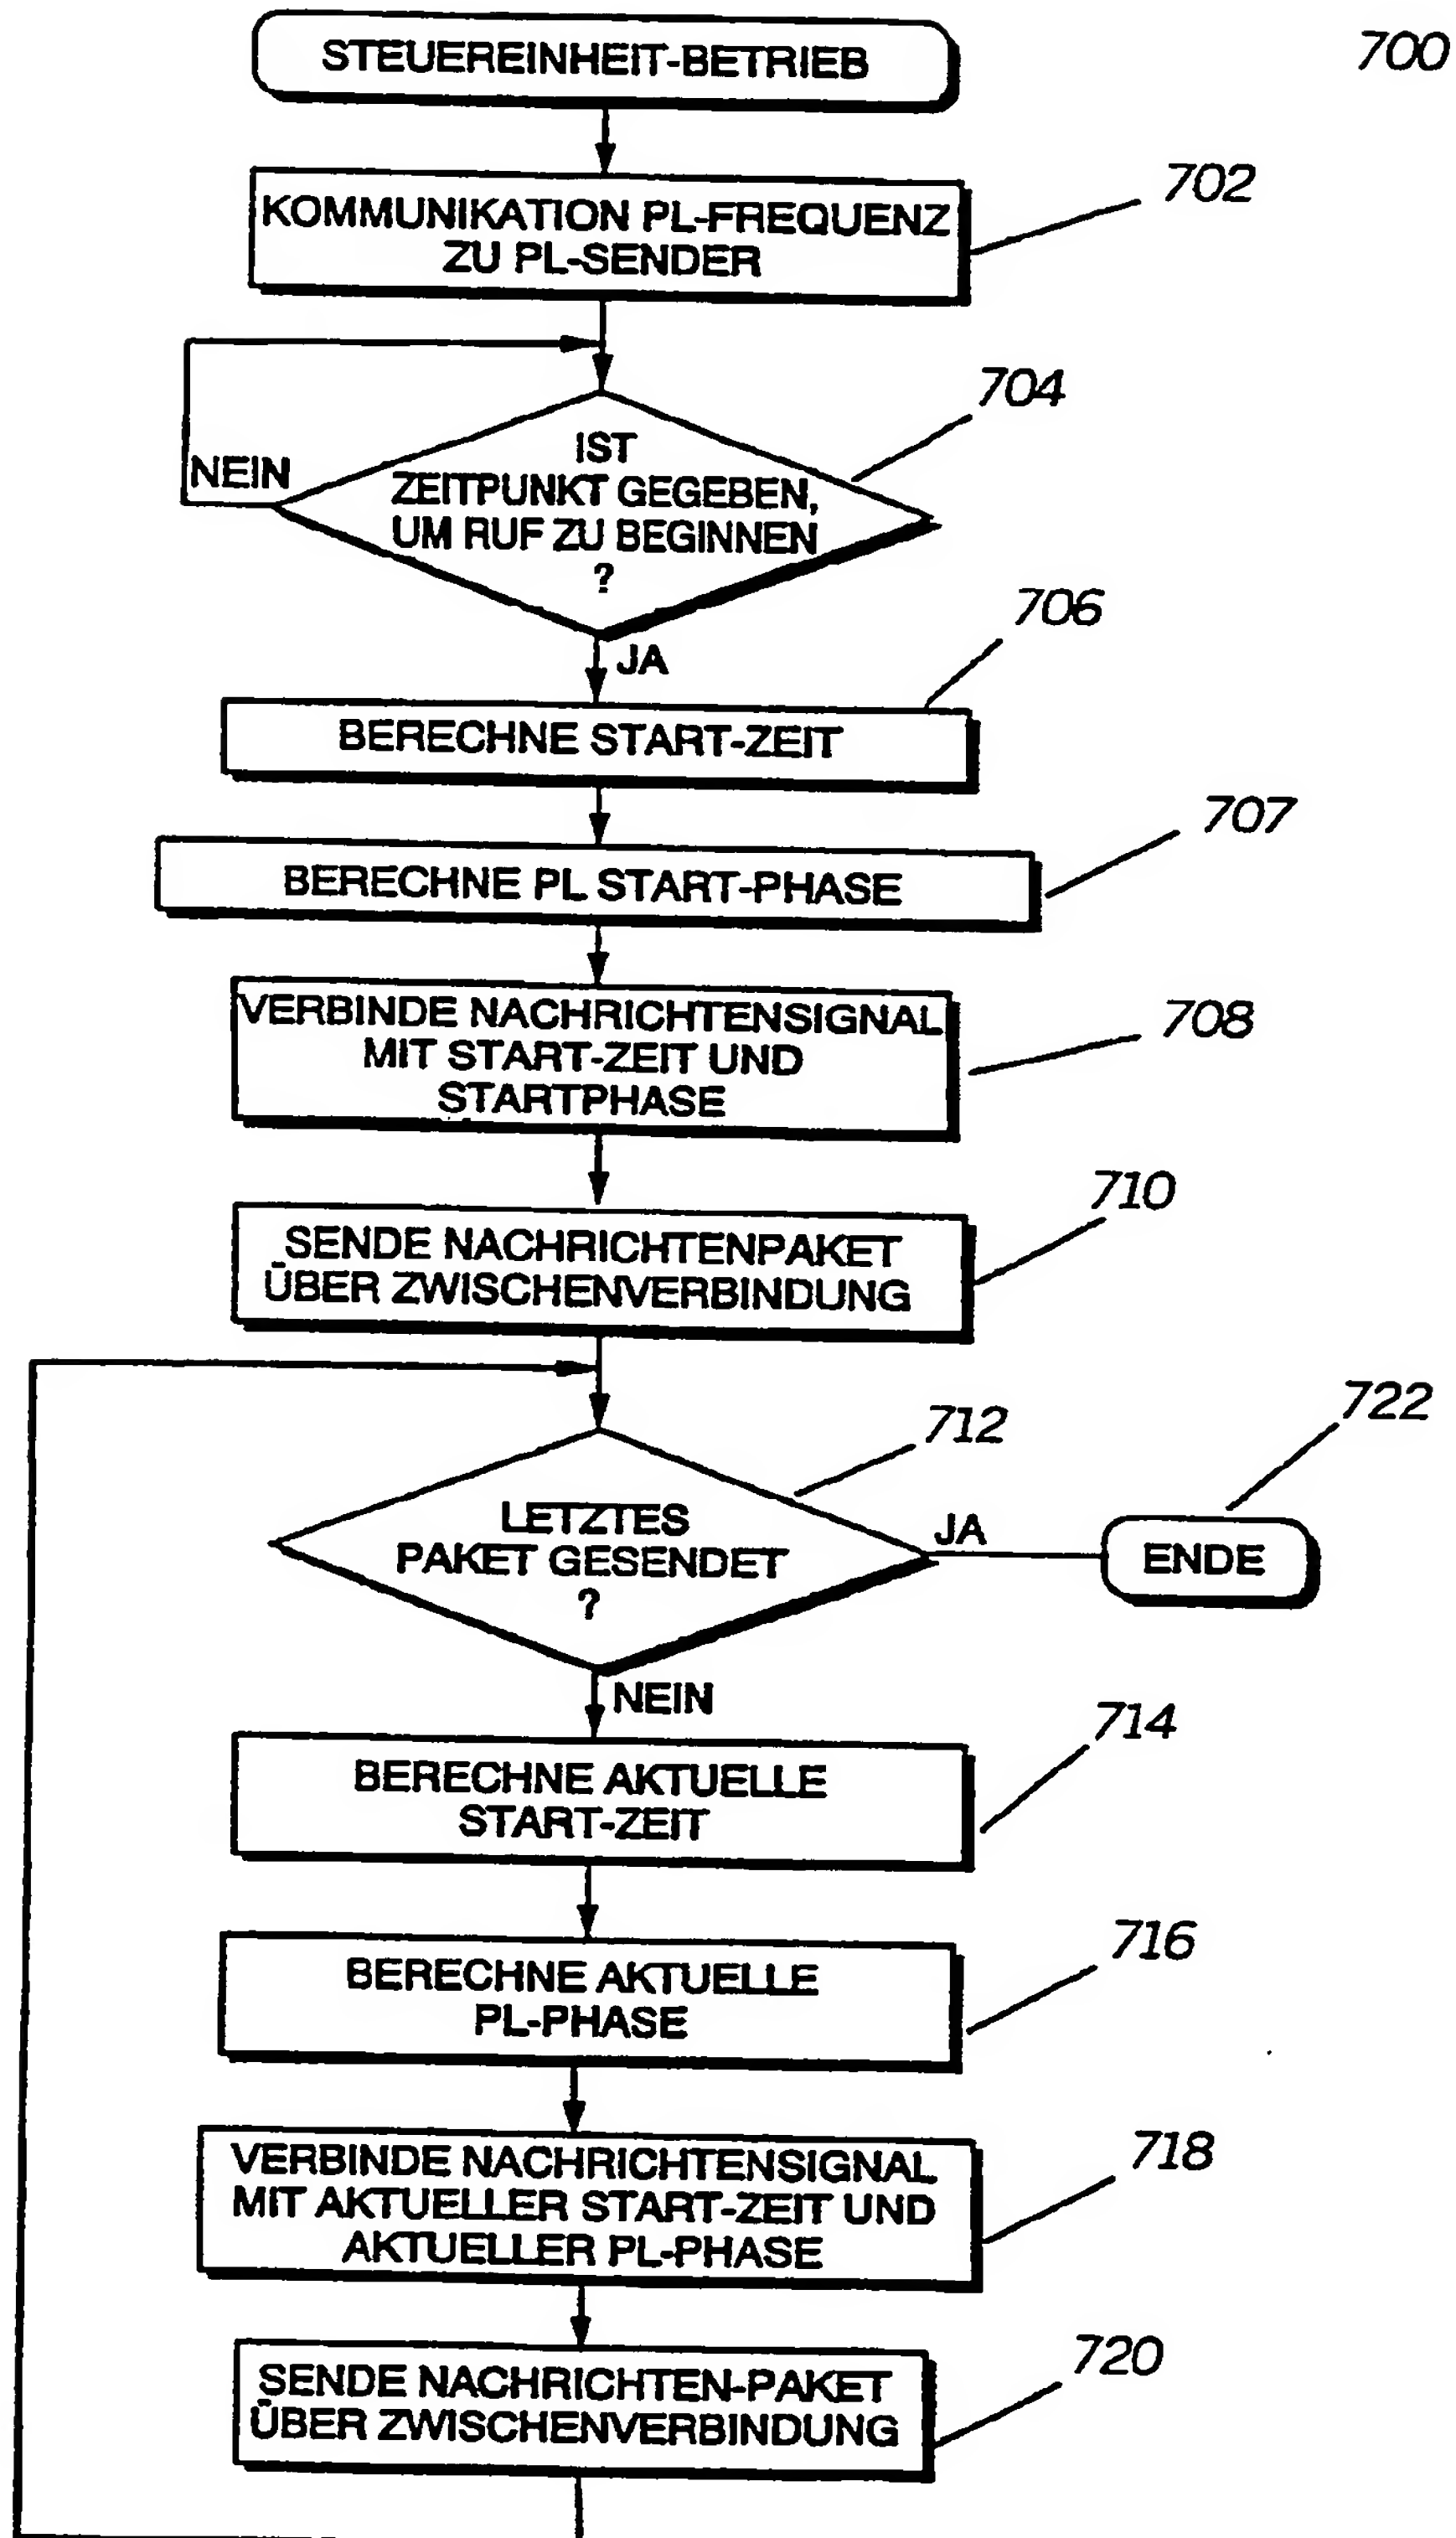 STEUEREINHEIT-BETRIEB
700
KOMMUNIKATION PL-FREQUENZ
ZU PL-SENDER
702
704
IST
ZEITPUNKT GEGEBEN,
UM RUF ZU BEGINNEN
?
NEIN
JA
706
BERECHNE START-ZEIT
707
BERECHNE PL START-PHASE
708
VERBINDE NACHRICHTENSIGNAL
MIT START-ZEIT UND
STARTPHASE
710
SENDE NACHRICHTENPAKET
ÜBER ZWISCHENVERBINDUNG
712
722
LETZTES
PAKET GESENDET
?
JA
ENDE
NEIN
714
BERECHNE AKTUELLE
START-ZEIT
716
BERECHNE AKTUELLE
PL-PHASE
718
VERBINDE NACHRICHTENSIGNAL
MIT AKTUELLER START-ZEIT UND
AKTUELLER PL-PHASE
720
SENDE NACHRICHTEN-PAKET
ÜBER ZWISCHENVERBINDUNG